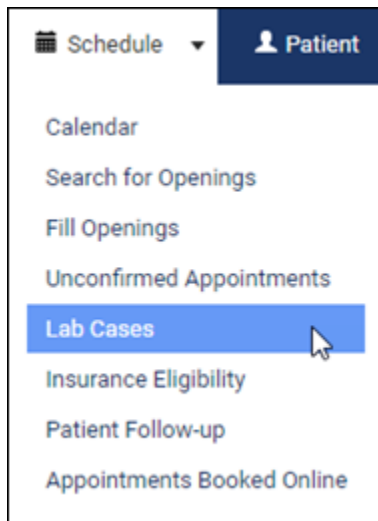 Schedule Patient
Calendar
Search for Openings
Fill Openings
Unconfirmed Appointments
Lab Cases
Insurance Eligibility
Patient Follow-up
Appointments Booked Online